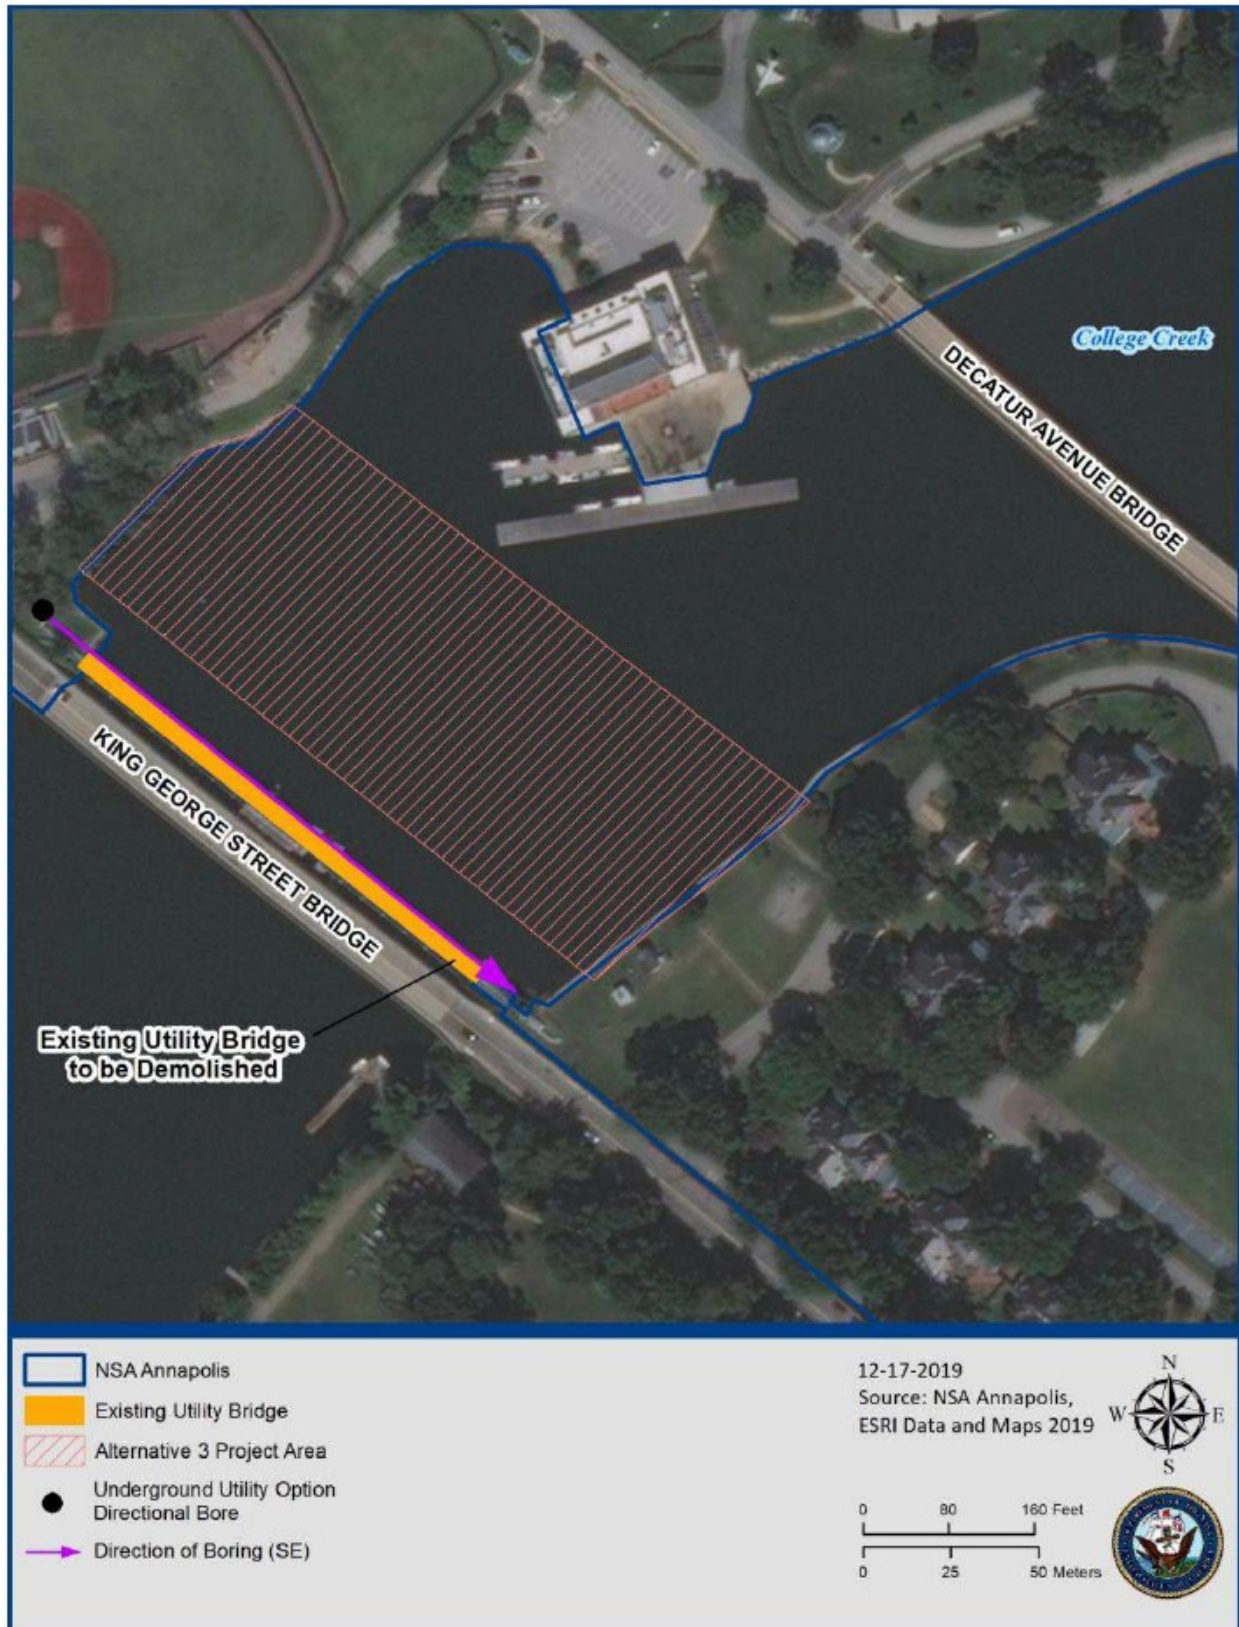 College Creek
DECATUR AVENUE BRIDGE
KING GEORGE STREET BRIDGE
Existing Utility Bridge
to be Demolished
NSA Annapolis
Existing Utility Bridge
Alternative 3 Project Area
Underground Utility Option
Directional Bore
Direction of Boring (SE)
12-17-2019
Source: NSA Annapolis,
ESRI Data and Maps 2019
N
W E
S
0 80 160 Feet
0 25 50 Meters